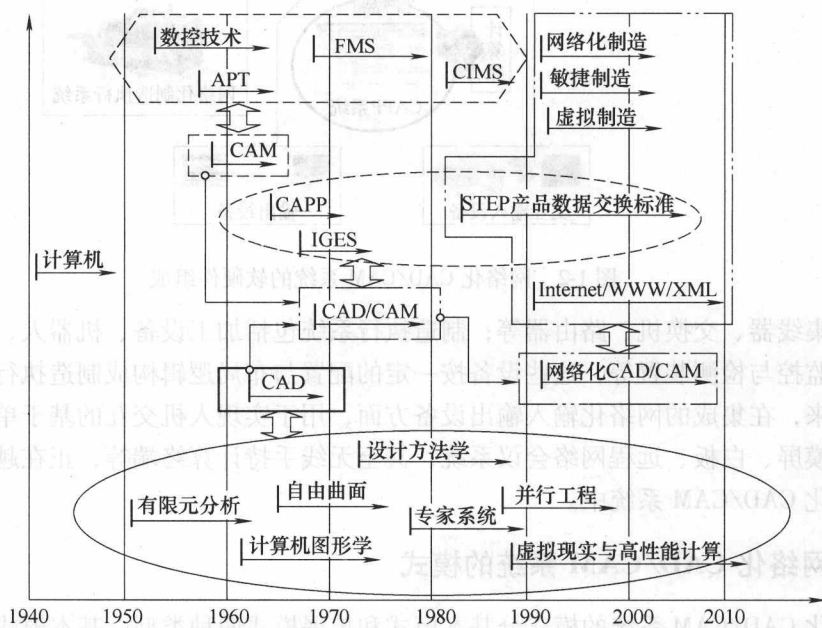 数控技术
FMS
网络化制造
APT
CIMS
敏捷制造
虚拟制造
CAM
CAPP
STEP产品数据交换标准
IGES
计算机
CAD/CAM
Internet/WWW/XML
CAD
网络化CAD/CAM
设计方法学
自由曲面
并行工程
有限元分析
专家系统
计算机图形学
虚拟现实与高性能计算
1940 1950 1960 1970 1980 1990 2000 2010